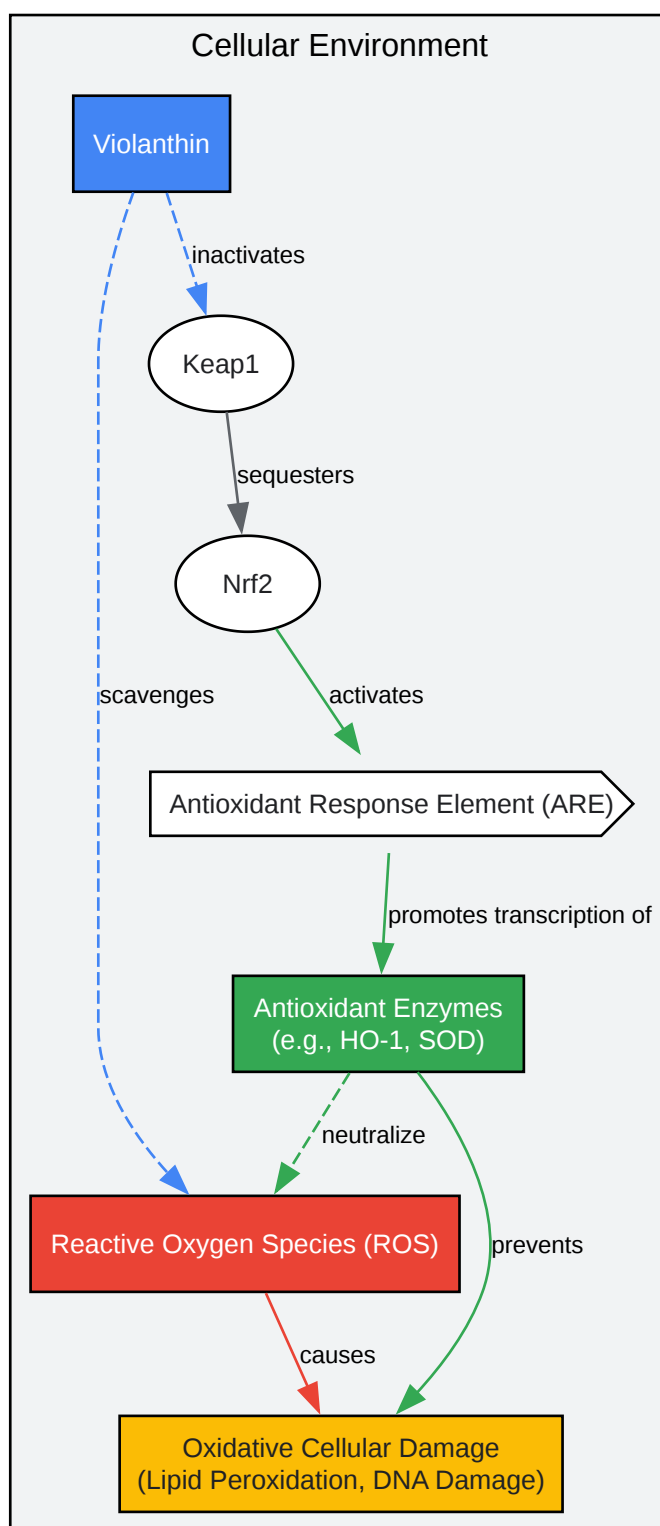 Cellular Environment
Violanthin
inactivates
Keap1
sequesters
Nrf2
scavenges
activates
Antioxidant Response Element (ARE)
promotes transcription of
Antioxidant Enzymes
(e.g., HO-1, SOD)
neutralize
Reactive Oxygen Species (ROS)
prevents
causes
Oxidative Cellular Damage
(Lipid Peroxidation, DNA Damage)